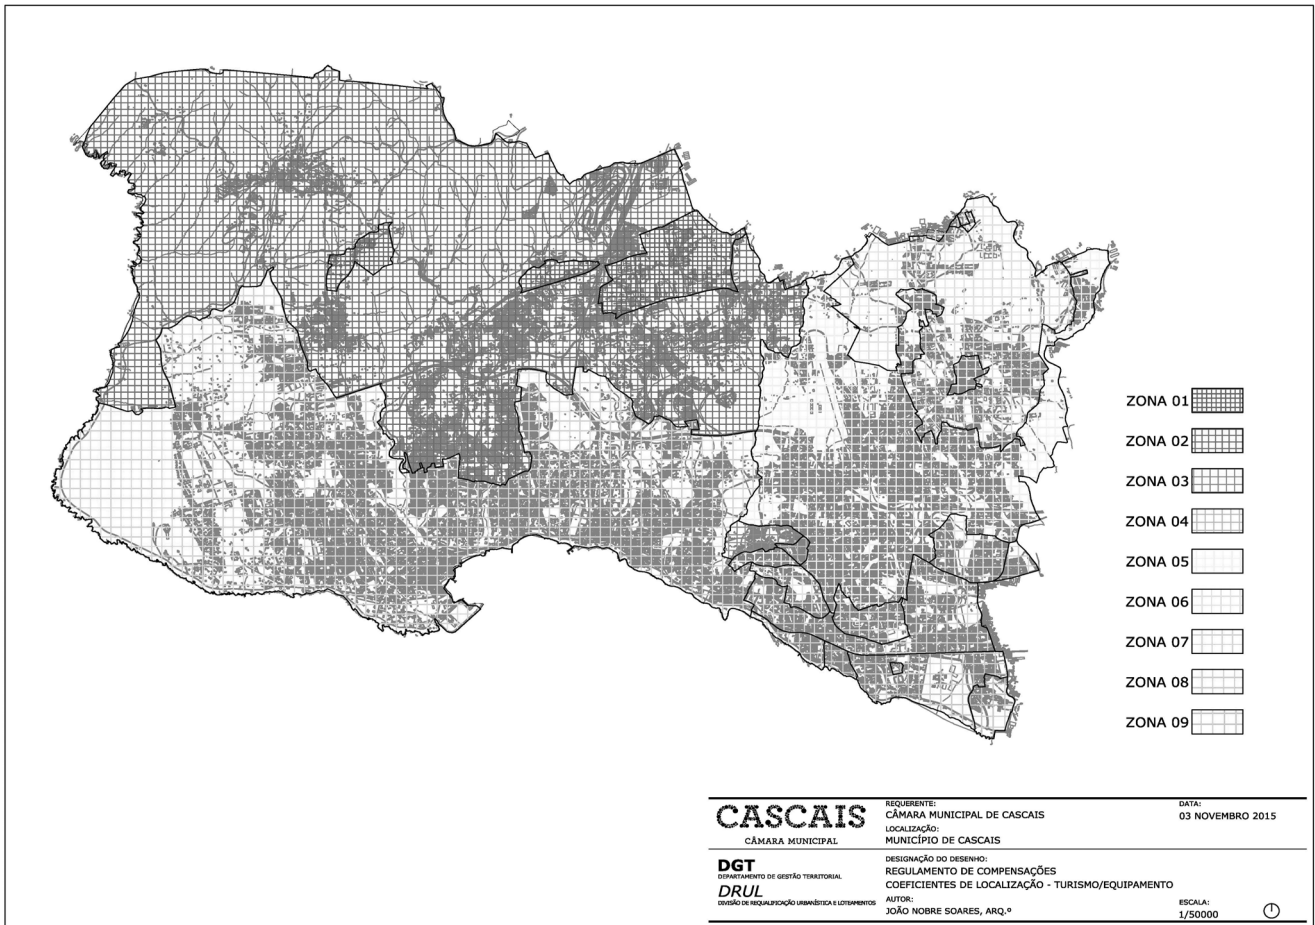 ZONA 01
ZONA 02
ZONA 03
ZONA 04
ZONA 05
ZONA 06
ZONA 07
ZONA 08
ZONA 09
CASCAIS
CÂMARA MUNICIPAL
REQUERENTE:
CÂMARA MUNICIPAL DE CASCAIS
LOCALIZAÇÃO:
MUNICÍPIO DE CASCAIS
DATA:
03 NOVEMBRO 2015
DGT
DEPARTAMENTO DE GESTÃO TERRITORIAL
DRUL
DIVISÃO DE REQUALIFICAÇÃO URBANÍSTICA E LOTEAMENTOS
DESIGNAÇÃO DO DESENHO:
REGULAMENTO DE COMPENSAÇÕES
COEFICIENTES DE LOCALIZAÇÃO - TURISMO/EQUIPAMENTO
AUTOR:
JOÃO NOBRE SOARES, ARQ.º
ESCALA:
1/50000